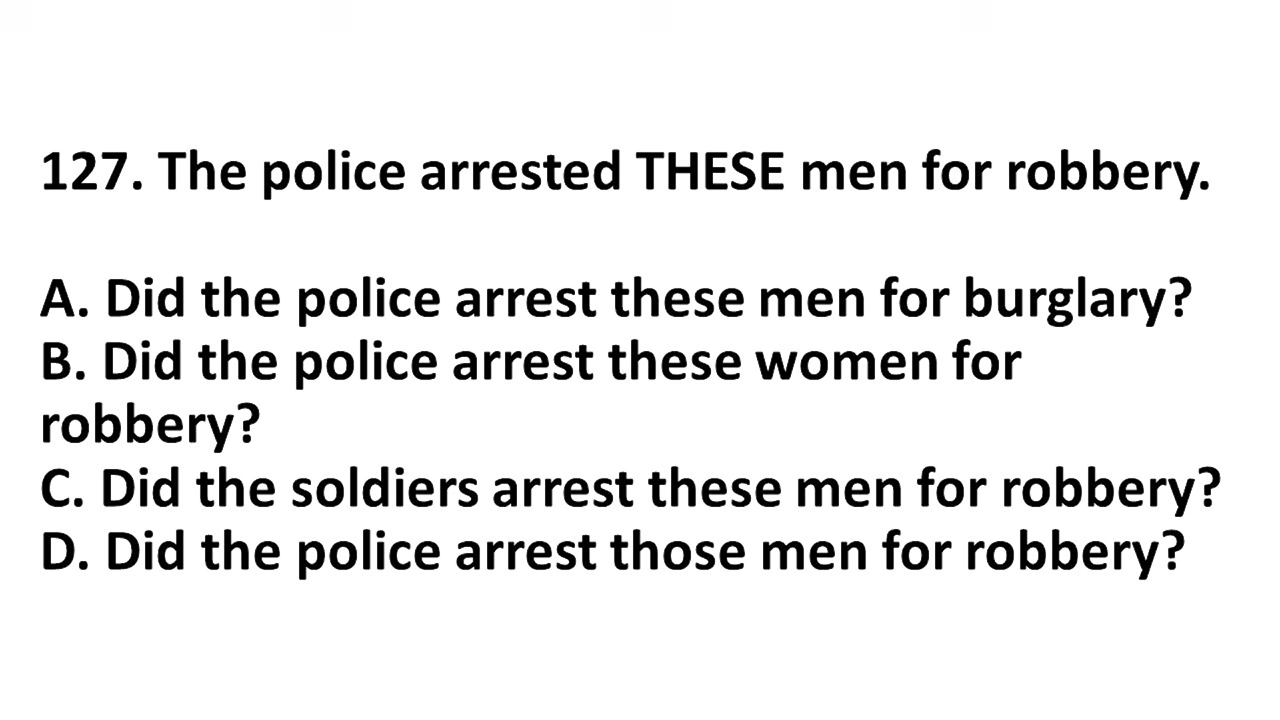 127. The police arrested THESE men for robbery.
A. Did the police arrest these men for burglary?
B. Did the police arrest these women for
robbery?
C. Did the soldiers arrest these men for robbery?
D. Did the police arrest those men for robbery?